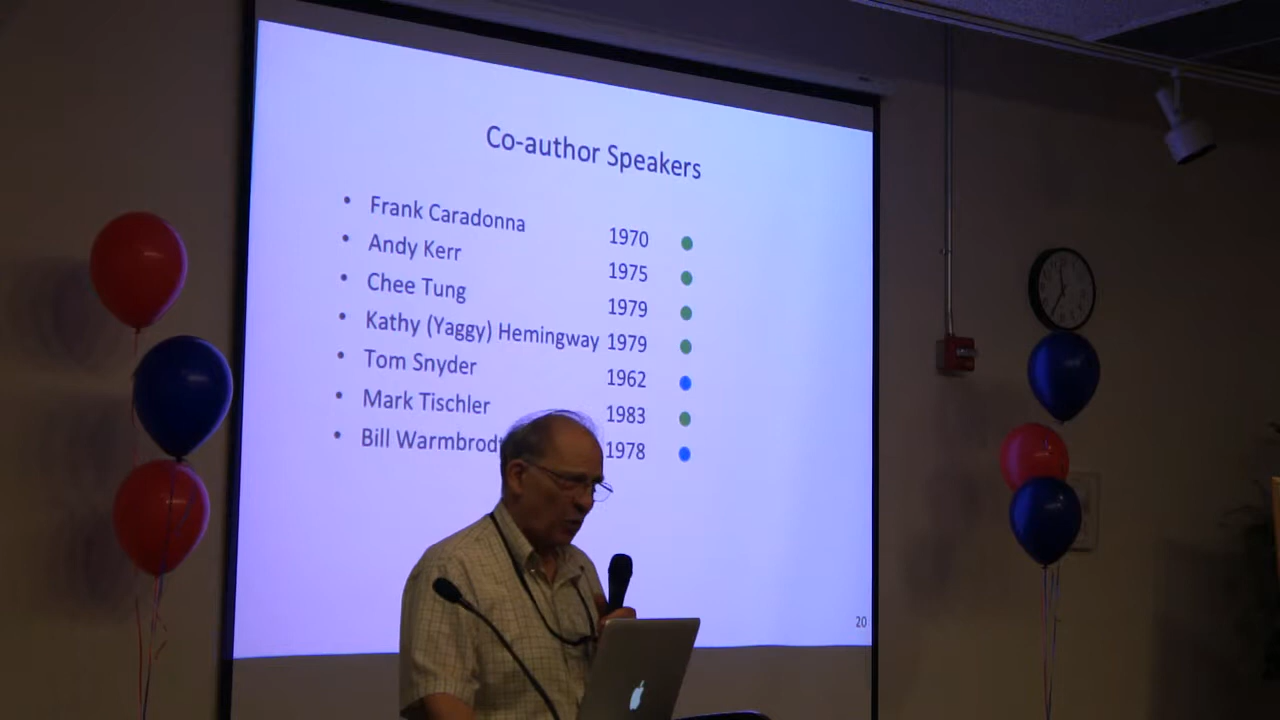 Co-author Speakers
• Frank Caradonna 1970
• Andy Kerr 1975
• Chee Tung 1979
• Kathy (Yaggy) Hemingway 1979
• Tom Snyder 1962
• Mark Tischler 1983
• Bill Warmbrodt 1978
20